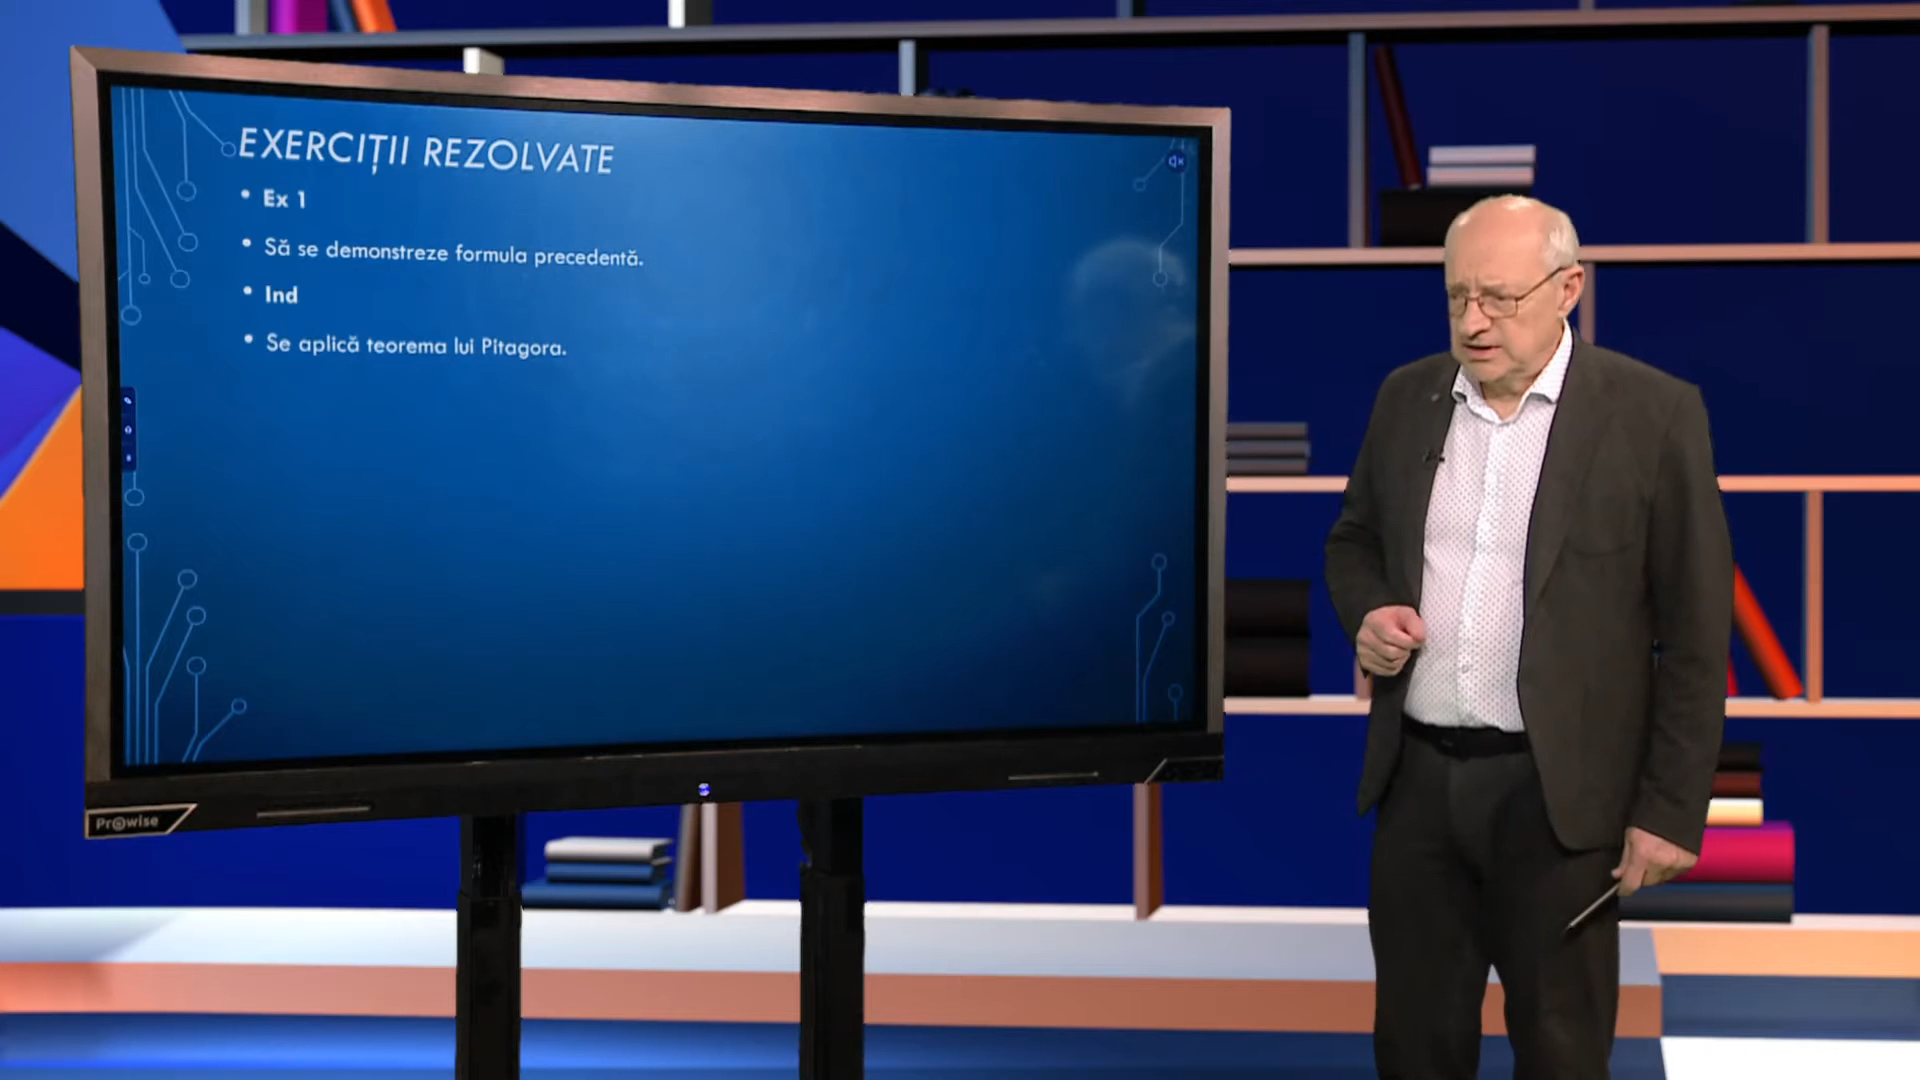 EXERCIȚII REZOLVATE
• Ex 1
• Să se demonstreze formula precedentă.
• Ind
• Se aplică teorema lui Pitagora.
Prowise